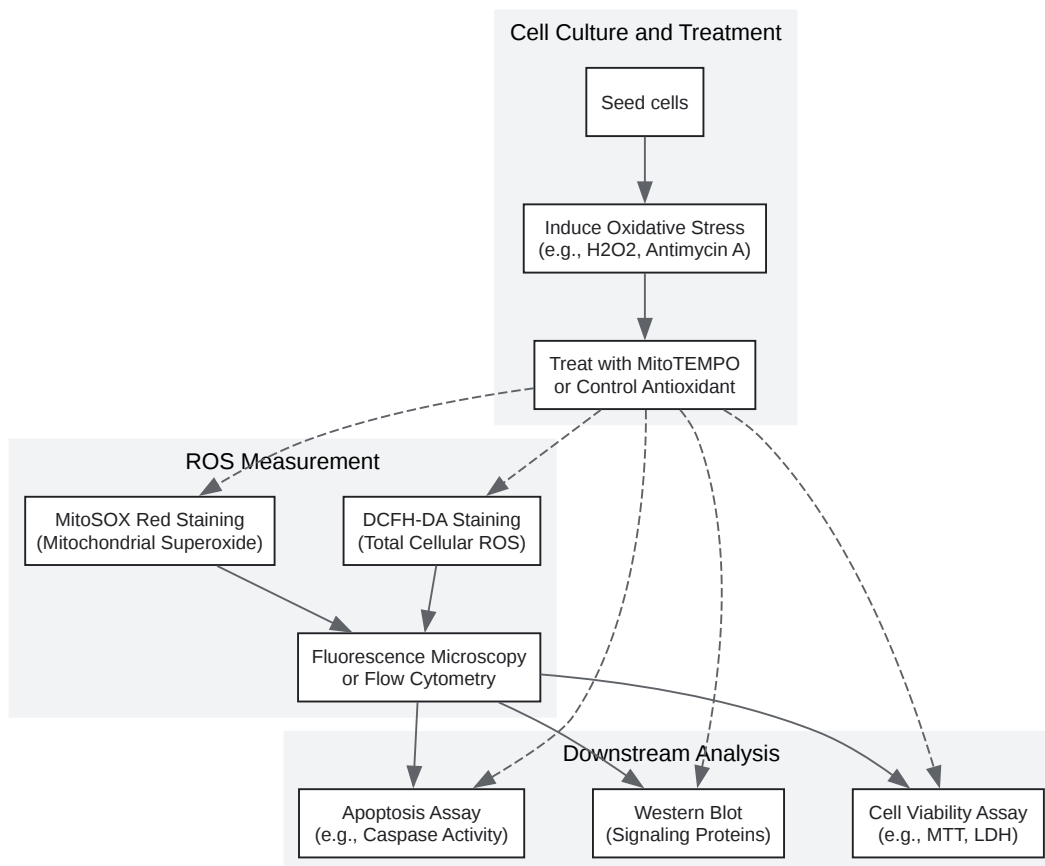 Cell Culture and Treatment
Seed cells
Induce Oxidative Stress
(e.g., H2O2, Antimycin A)
Treat with MitoTEMPO
or Control Antioxidant
ROS Measurement
MitoSOX Red Staining
(Mitochondrial Superoxide)
DCFH-DA Staining
(Total Cellular ROS)
Fluorescence Microscopy
or Flow Cytometry
Downstream Analysis
Apoptosis Assay
(e.g., Caspase Activity)
Western Blot
(Signaling Proteins)
Cell Viability Assay
(e.g., MTT, LDH)